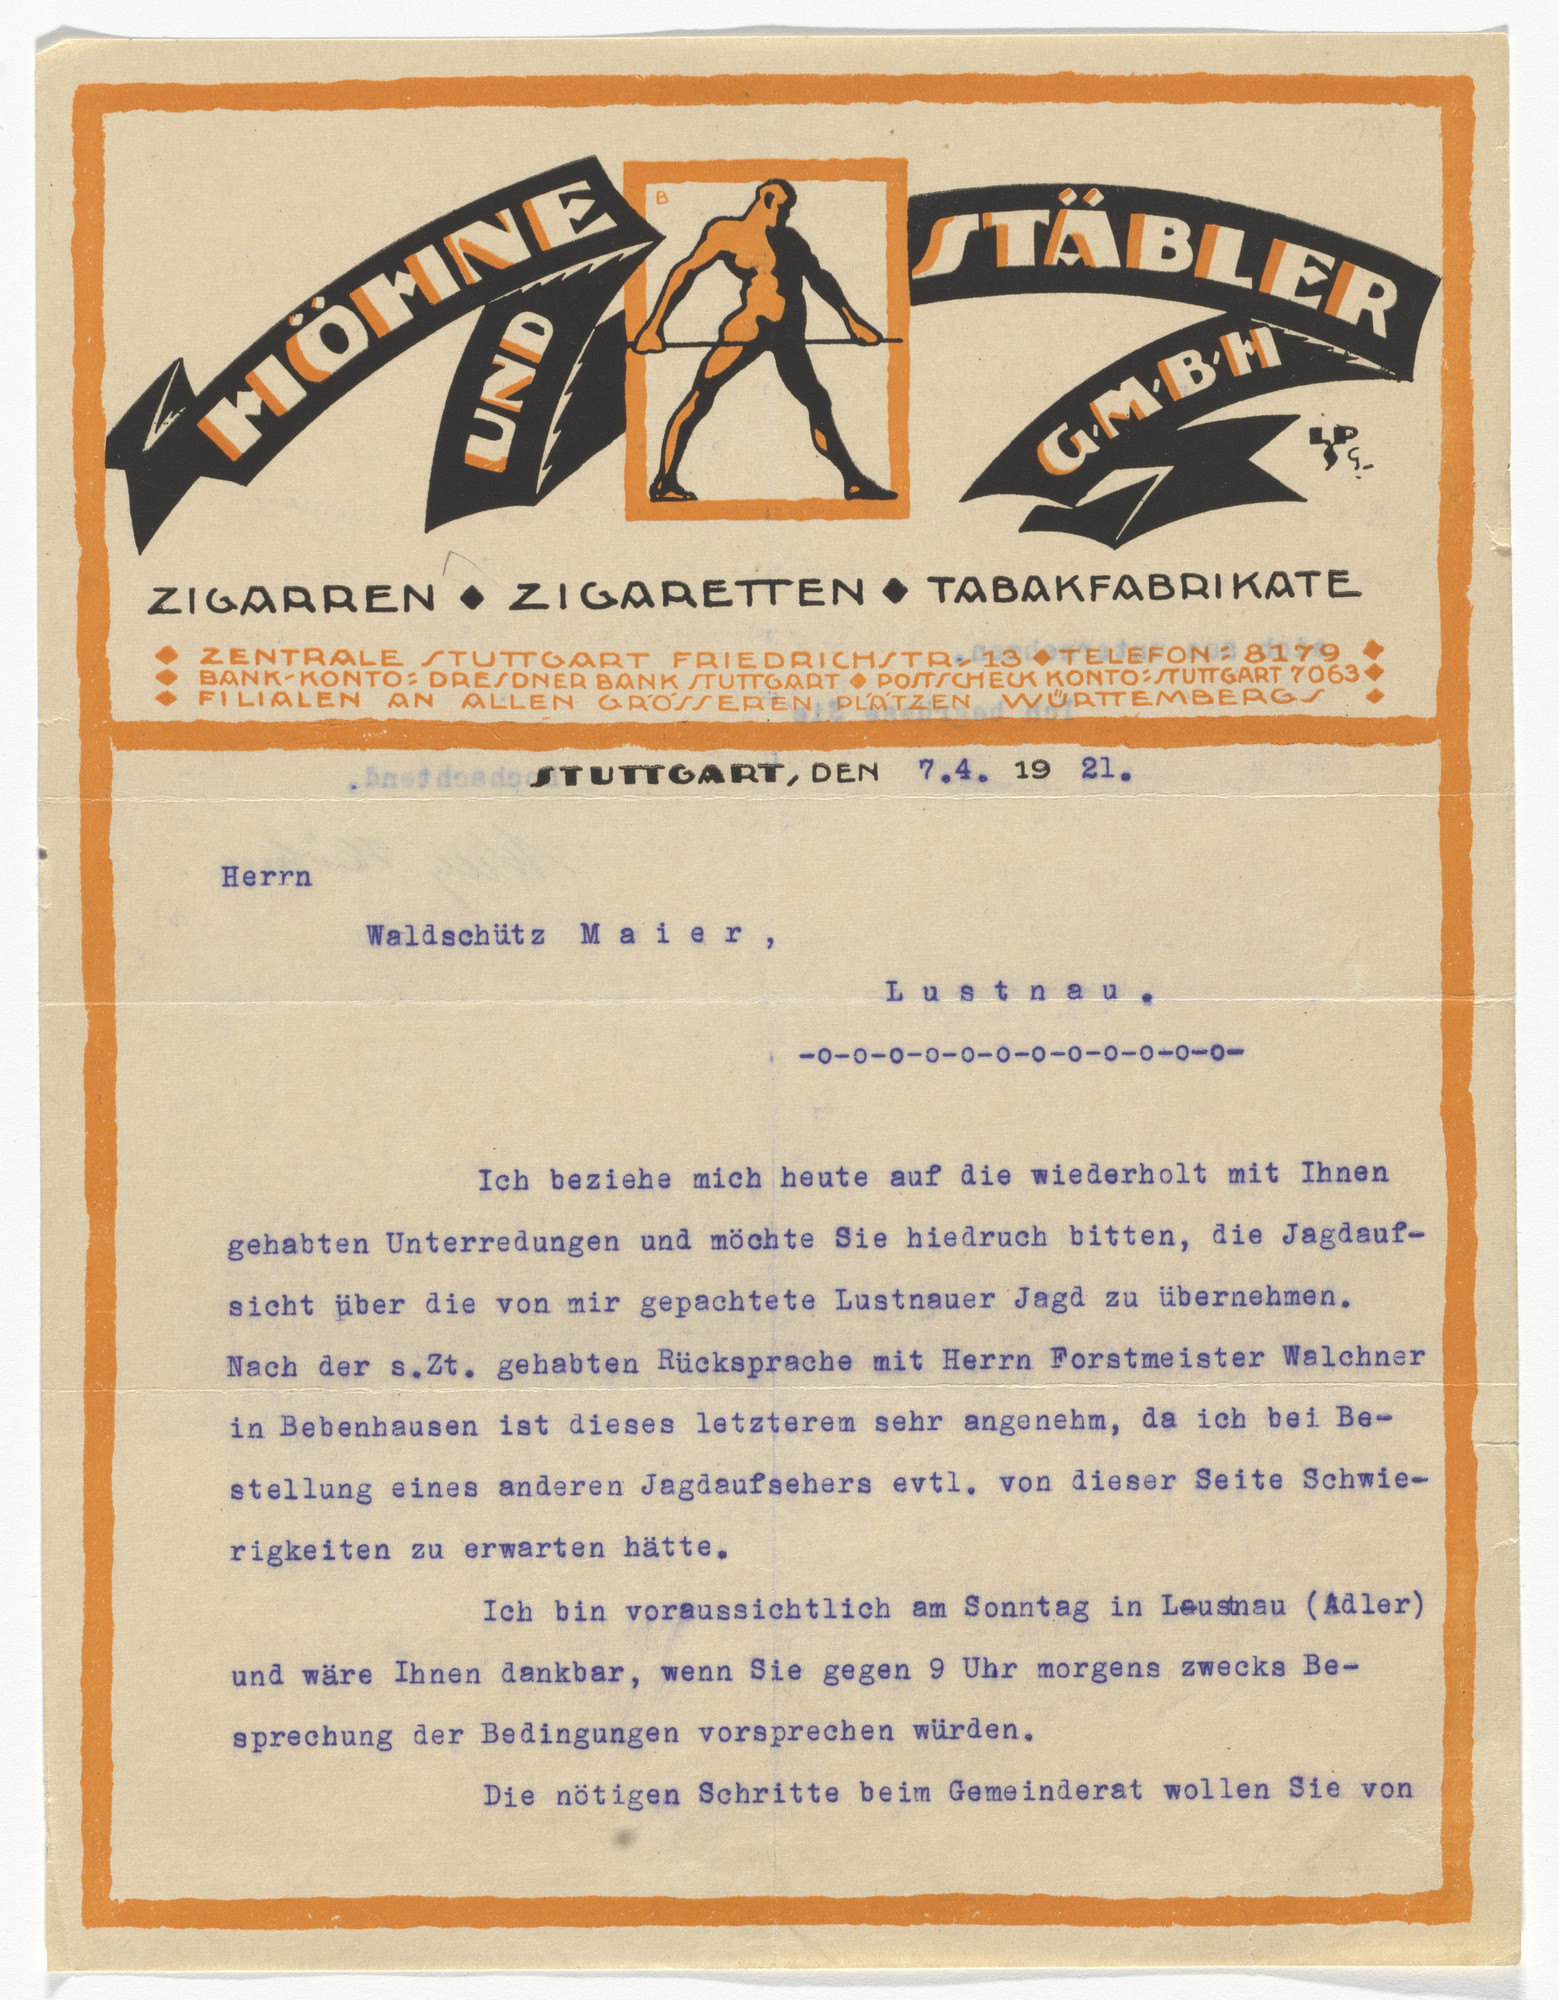 MÖHNE
UND
B
STÄBLER
G·M·B·H
ZIGARREN ◆ ZIGARETTEN ◆ TABAKFABRIKATE
◆ ZENTRALE STUTTGART FRIEDRICHSTR. 13 ◆ TELEFON: 8179 ◆
◆ BANK-KONTO: DRESDNER BANK STUTTGART ◆ POSTSCHECK KONTO: STUTTGART 7063 ◆
◆ FILIALEN AN ALLEN GRÖSSEREN PLÄTZEN WÜRTTEMBERGS ◆
STUTTGART, DEN 7.4. 19 21.
Herrn
Waldschütz M a i e r ,
L u s t n a u .
-o-o-o-o-o-o-o-o-o-o-o-o-
Ich beziehe mich heute auf die wiederholt mit Ihnen
gehabten Unterredungen und möchte Sie hiedruch bitten, die Jagdauf-
sicht über die von mir gepachtete Lustnauer Jagd zu übernehmen.
Nach der s.Zt. gehabten Rücksprache mit Herrn Forstmeister Walchner
in Bebenhausen ist dieses letzterem sehr angenehm, da ich bei Be-
stellung eines anderen Jagdaufsehers evtl. von dieser Seite Schwie-
rigkeiten zu erwarten hätte.
Ich bin voraussichtlich am Sonntag in Lustnau (Adler)
und wäre Ihnen dankbar, wenn Sie gegen 9 Uhr morgens zwecks Be-
sprechung der Bedingungen vorsprechen würden.
Die nötigen Schritte beim Gemeinderat wollen Sie von